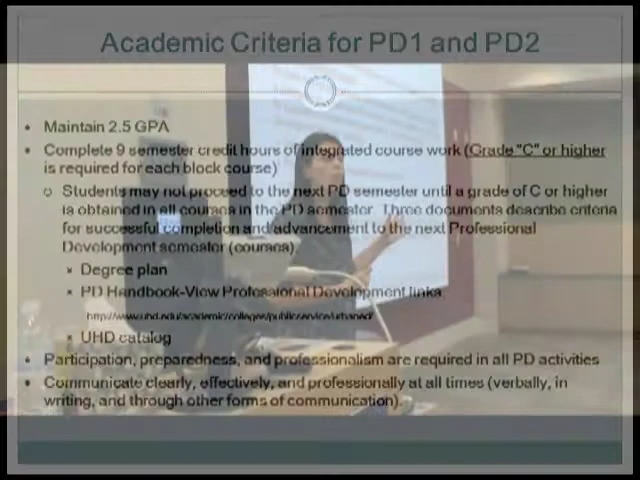 Academic Criteria for PD1 and PD2
• Maintain 2.5 GPA
• Complete 9 semester credit hours of integrated course work (Grade "C" or higher
is required for each block course)
Students may not proceed to the next PD semester until a grade of C or higher
is obtained in all courses in the PD semester. Three documents describe criteria
for successful completion and advancement to the next Professional
Development semester (courses).
Degree plan
PD Handbook-View Professional Development links
http://www.uhd.edu/academic/colleges/publicservice/urbaned/
UHD catalog
• Participation, preparedness, and professionalism are required in all PD activities
• Communicate clearly, effectively, and professionally at all times (verbally, in
writing, and through other forms of communication).